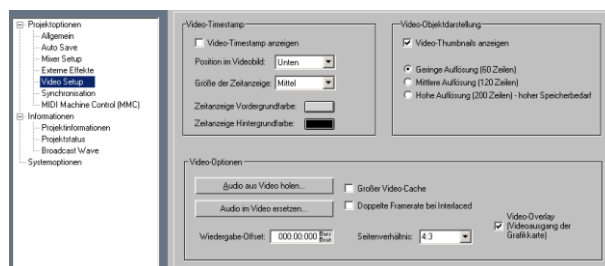 Projektoptionen
Allgemein
Auto Save
Mixer Setup
Externe Effekte
Video Setup
Synchronisation
MIDI Machine Control (MMC)
Informationen
Projektinformationen
Projektstatus
Broadcast Wave
Systemoptionen
Video-Timestamp
Video-Timestamp anzeigen
Position im Videobild: Unten
Größe der Zeitanzeige: Mittel
Zeitanzeige Vordergrundfarbe:
Zeitanzeige Hintergrundfarbe:
Video-Objektdarstellung
Video-Thumbnails anzeigen
Geringe Auflösung (60 Zeilen)
Mittlere Auflösung (120 Zeilen)
Hohe Auflösung (200 Zeilen) - hoher Speicherbedarf
Video-Optionen
Audio aus Video holen...
Audio im Video ersetzen...
Wiedergabe-Offset: 000:00:000 Bars Beat
Großer Video-Cache
Doppelte Framerate bei Interlaced
Seitenverhältnis: 4:3
Video-Overlay
(Videoausgang der
Grafikkarte)